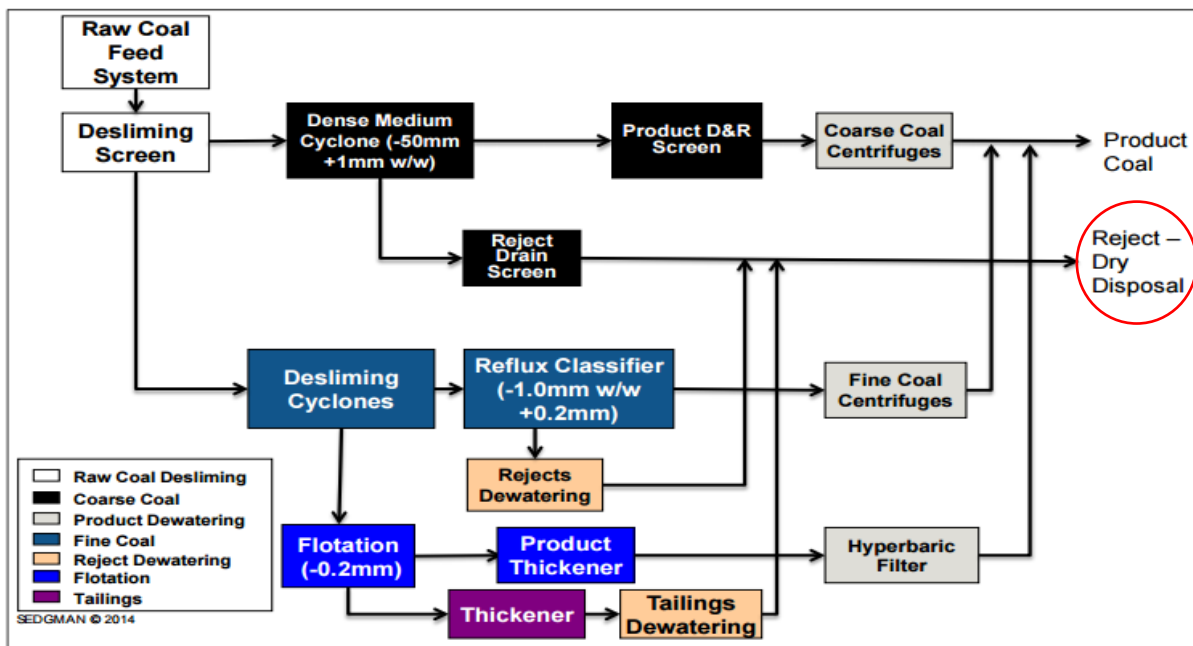 Raw Coal
Feed
System
Desliming
Screen
Dense Medium
Cyclone (-50mm
+1mm w/w)
Product D&R
Screen
Coarse Coal
Centrifuges
Product
Coal
Reject
Drain
Screen
Reject –
Dry
Disposal
Desliming
Cyclones
Reflux Classifier
(-1.0mm w/w
+0.2mm)
Fine Coal
Centrifuges
Rejects
Dewatering
Flotation
(-0.2mm)
Product
Thickener
Hyperbaric
Filter
Thickener
Tailings
Dewatering
Raw Coal Desliming
Coarse Coal
Product Dewatering
Fine Coal
Reject Dewatering
Flotation
Tailings
SEDGMAN © 2014